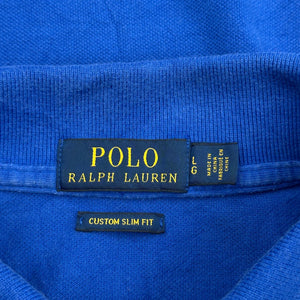 POLO
RALPH LAUREN
L
G
MADE IN
CHINA
FABRIQUÉ EN
CHINE
CUSTOM SLIM FIT